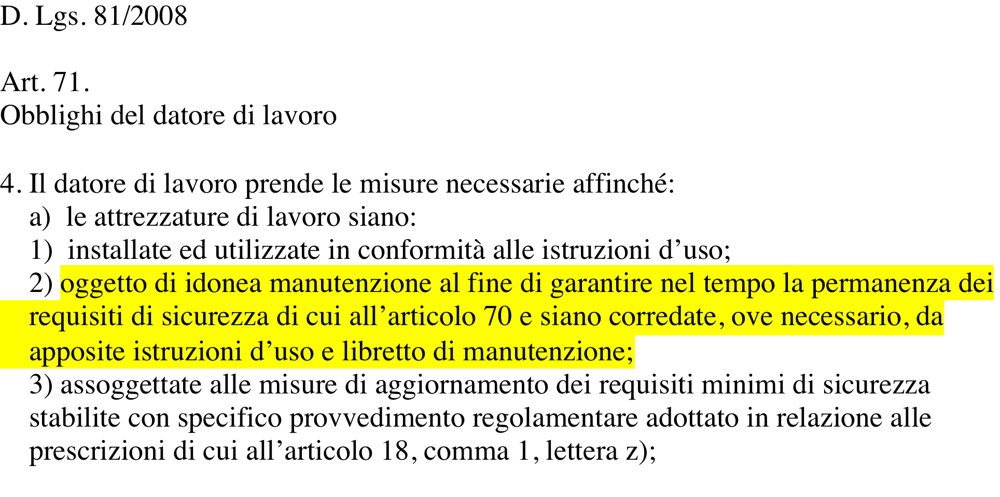 D. Lgs. 81/2008
Art. 71.
Obblighi del datore di lavoro
4. Il datore di lavoro prende le misure necessarie affinché:
a) le attrezzature di lavoro siano:
1) installate ed utilizzate in conformità alle istruzioni d’uso;
2) oggetto di idonea manutenzione al fine di garantire nel tempo la permanenza dei
requisiti di sicurezza di cui all’articolo 70 e siano corredate, ove necessario, da
apposite istruzioni d’uso e libretto di manutenzione;
3) assoggettate alle misure di aggiornamento dei requisiti minimi di sicurezza
stabilite con specifico provvedimento regolamentare adottato in relazione alle
prescrizioni di cui all’articolo 18, comma 1, lettera z);